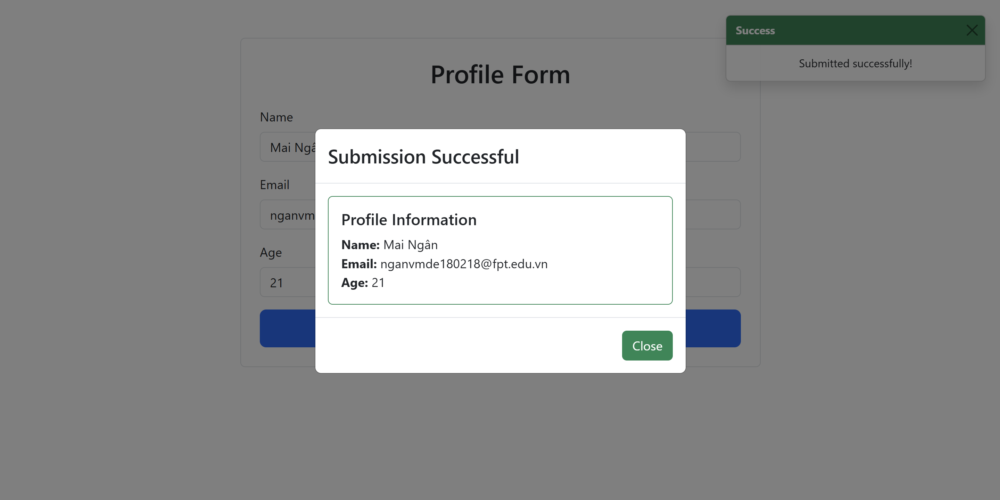 Success
Submitted successfully!
Profile Form
Name
Mai Ngâ
Email
nganvm
Age
21
Submission Successful
Profile Information
Name: Mai Ngân
Email: nganvmde180218@fpt.edu.vn
Age: 21
Close